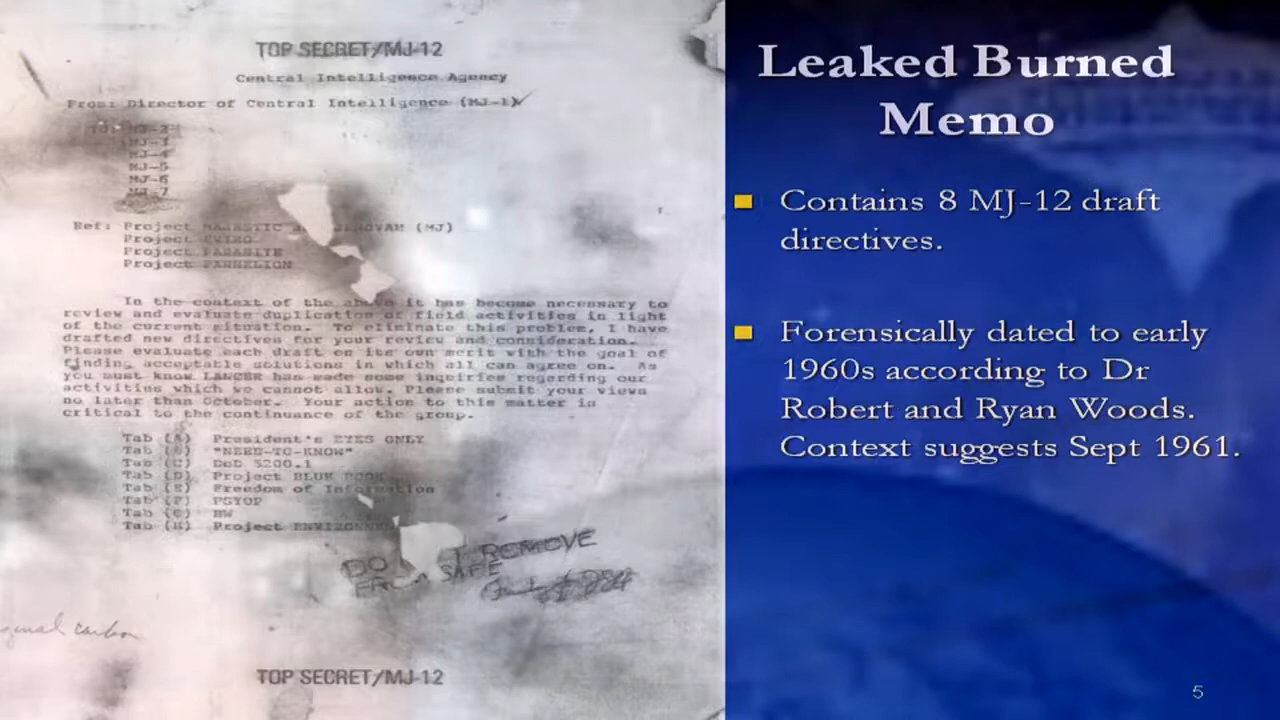 TOP SECRET/MJ-12
Central Intelligence Agency
From: Director of Central Intelligence (MJ-1)
MJ-5
MJ-6
MJ-7
Ref: Project MAJESTIC (MJ)
Project
Project PARASITE
Project PARHELION
In the context of the above it has become necessary to
review and evaluate duplication of field activities in light
of the current situation. To eliminate this problem, I have
drafted new directives for your review and consideration.
Please evaluate each draft on its own merit with the goal of
finding acceptable solutions in which all can agree on. As
you must know LANCER has made some inquiries regarding our
activities which we cannot allow. Please submit your views
no later than October. Your action to this matter is
critical to the continuance of the group.
Tab (A) President's EYES ONLY
Tab (B) "NEED-TO-KNOW"
Tab (C) DoD 5200.1
Tab (D) Project BLUE BOOK
Tab (E) Freedom of Information
Tab (F) PSYOP
Tab (G) BW
Tab (H) Project
DO T REMOVE
FROM SAFE
carbon
TOP SECRET/MJ-12
Leaked Burned
Memo
Contains 8 MJ-12 draft
directives.
Forensically dated to early
1960s according to Dr
Robert and Ryan Woods.
Context suggests Sept 1961.
5